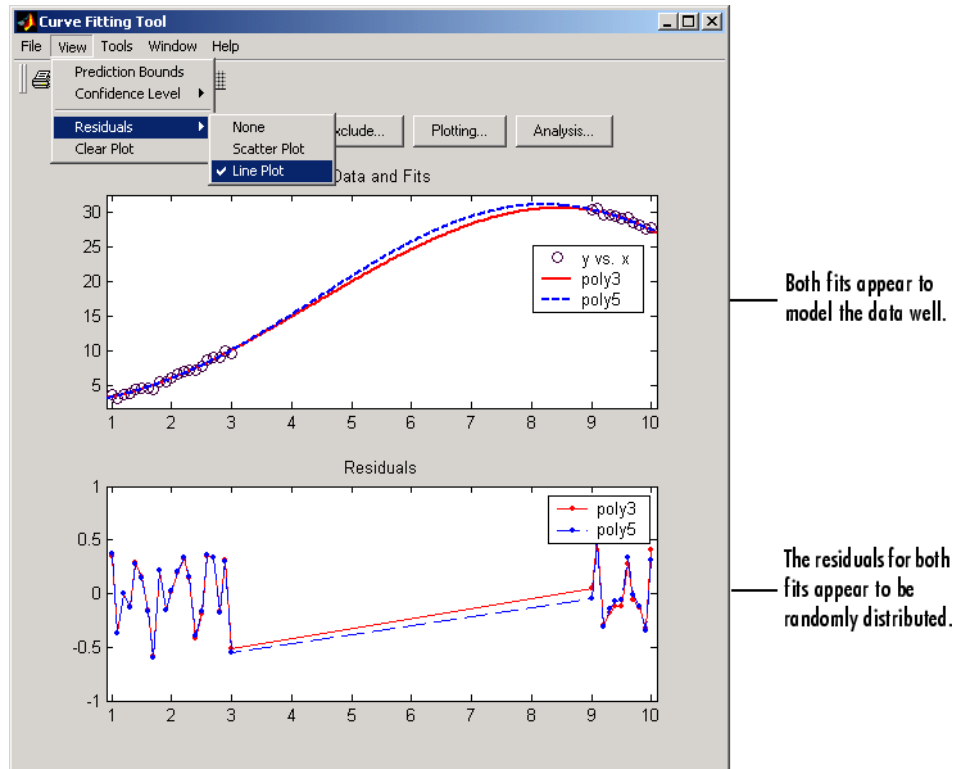 Curve Fitting Tool
File View Tools Window Help
Prediction Bounds
Confidence Level
Residuals
Clear Plot
None
Scatter Plot
Line Plot
Plotting...
Analysis...
Data and Fits
30
25
20
15
10
5
y vs. x
poly3
poly5
1 2 3 4 5 6 7 8 9 10
Both fits appear to
model the data well.
Residuals
1
0.5
0
-0.5
-1
poly3
poly5
1 2 3 4 5 6 7 8 9 10
The residuals for both
fits appear to be
randomly distributed.